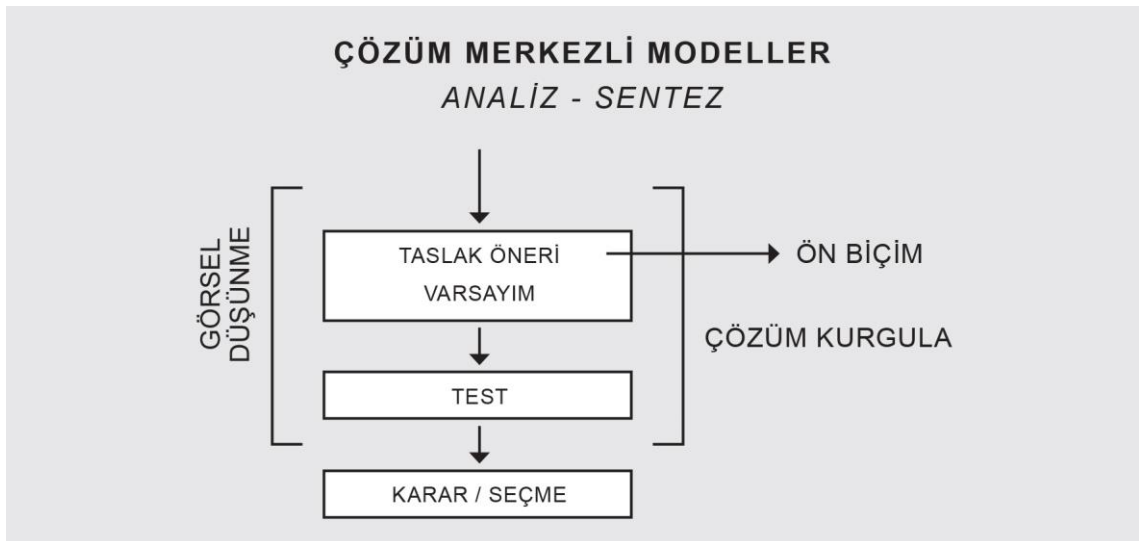 ÇÖZÜM MERKEZLİ MODELLER
ANALİZ - SENTEZ
GÖRSEL
DÜŞÜNME
TASLAK ÖNERİ
VARSAYIM
ÖN BİÇİM
ÇÖZÜM KURGULA
TEST
KARAR / SEÇME